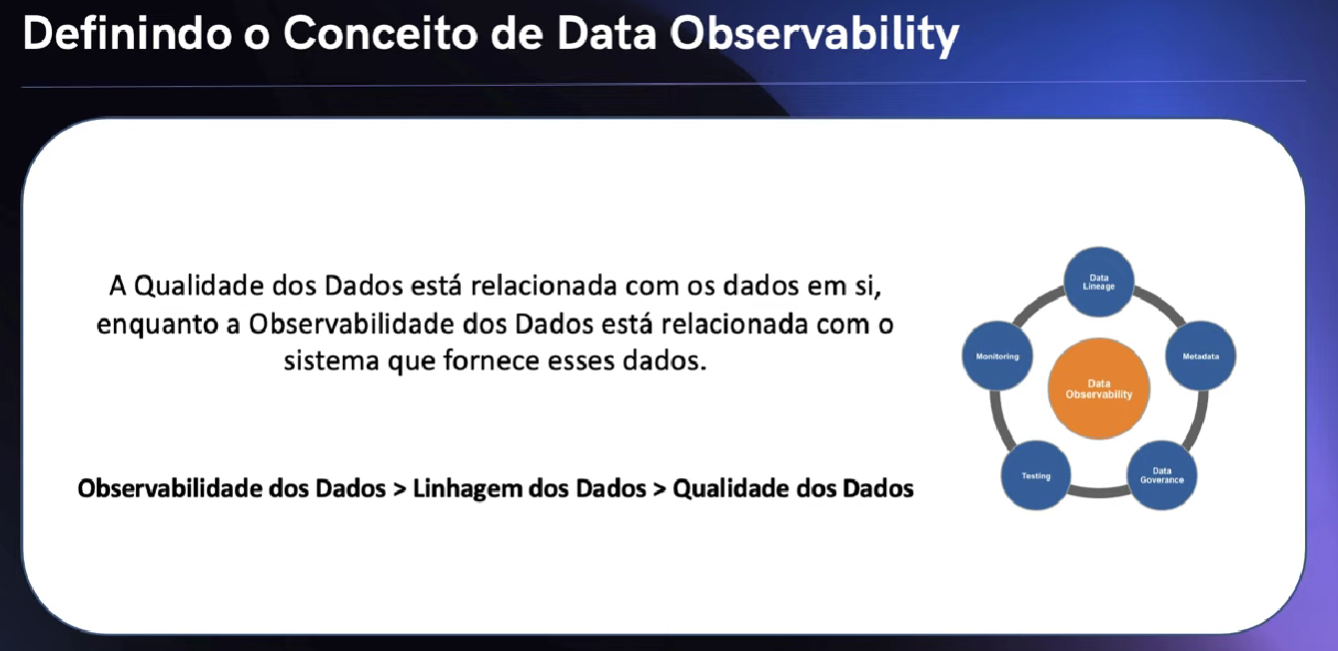 Definindo o Conceito de Data Observability
A Qualidade dos Dados está relacionada com os dados em si,
enquanto a Observabilidade dos Dados está relacionada com o
sistema que fornece esses dados.
Observabilidade dos Dados > Linhagem dos Dados > Qualidade dos Dados
Data
Lineage
Monitoring
Metadata
Data
Observability
Testing
Data
Goverance